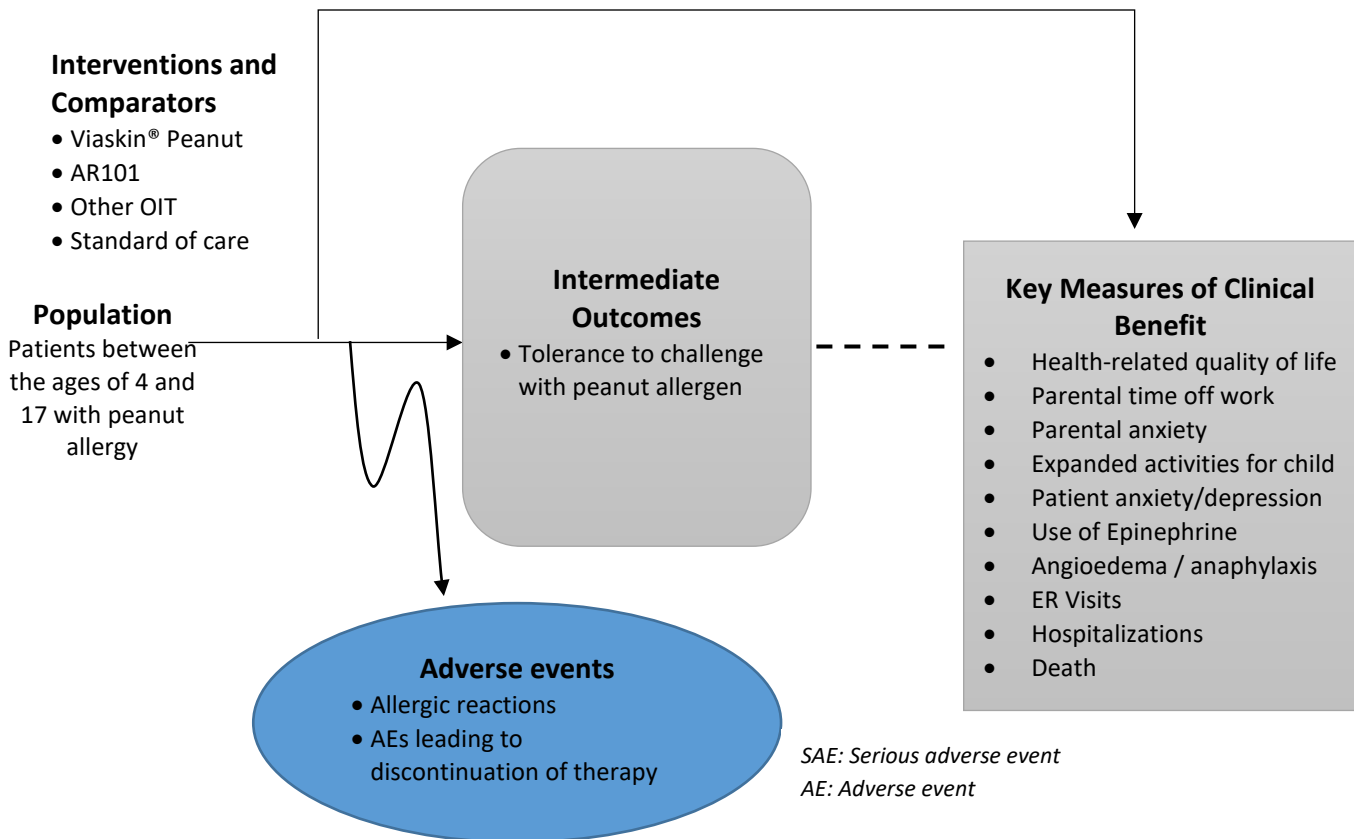 Interventions and
Comparators
• Viaskin® Peanut
• AR101
• Other OIT
• Standard of care
Population
Patients between
the ages of 4 and
17 with peanut
allergy
Intermediate
Outcomes
• Tolerance to challenge
with peanut allergen
Key Measures of Clinical
Benefit
• Health-related quality of life
• Parental time off work
• Parental anxiety
• Expanded activities for child
• Patient anxiety/depression
• Use of Epinephrine
• Angioedema / anaphylaxis
• ER Visits
• Hospitalizations
• Death
Adverse events
• Allergic reactions
• AEs leading to
discontinuation of therapy
SAE: Serious adverse event
AE: Adverse event